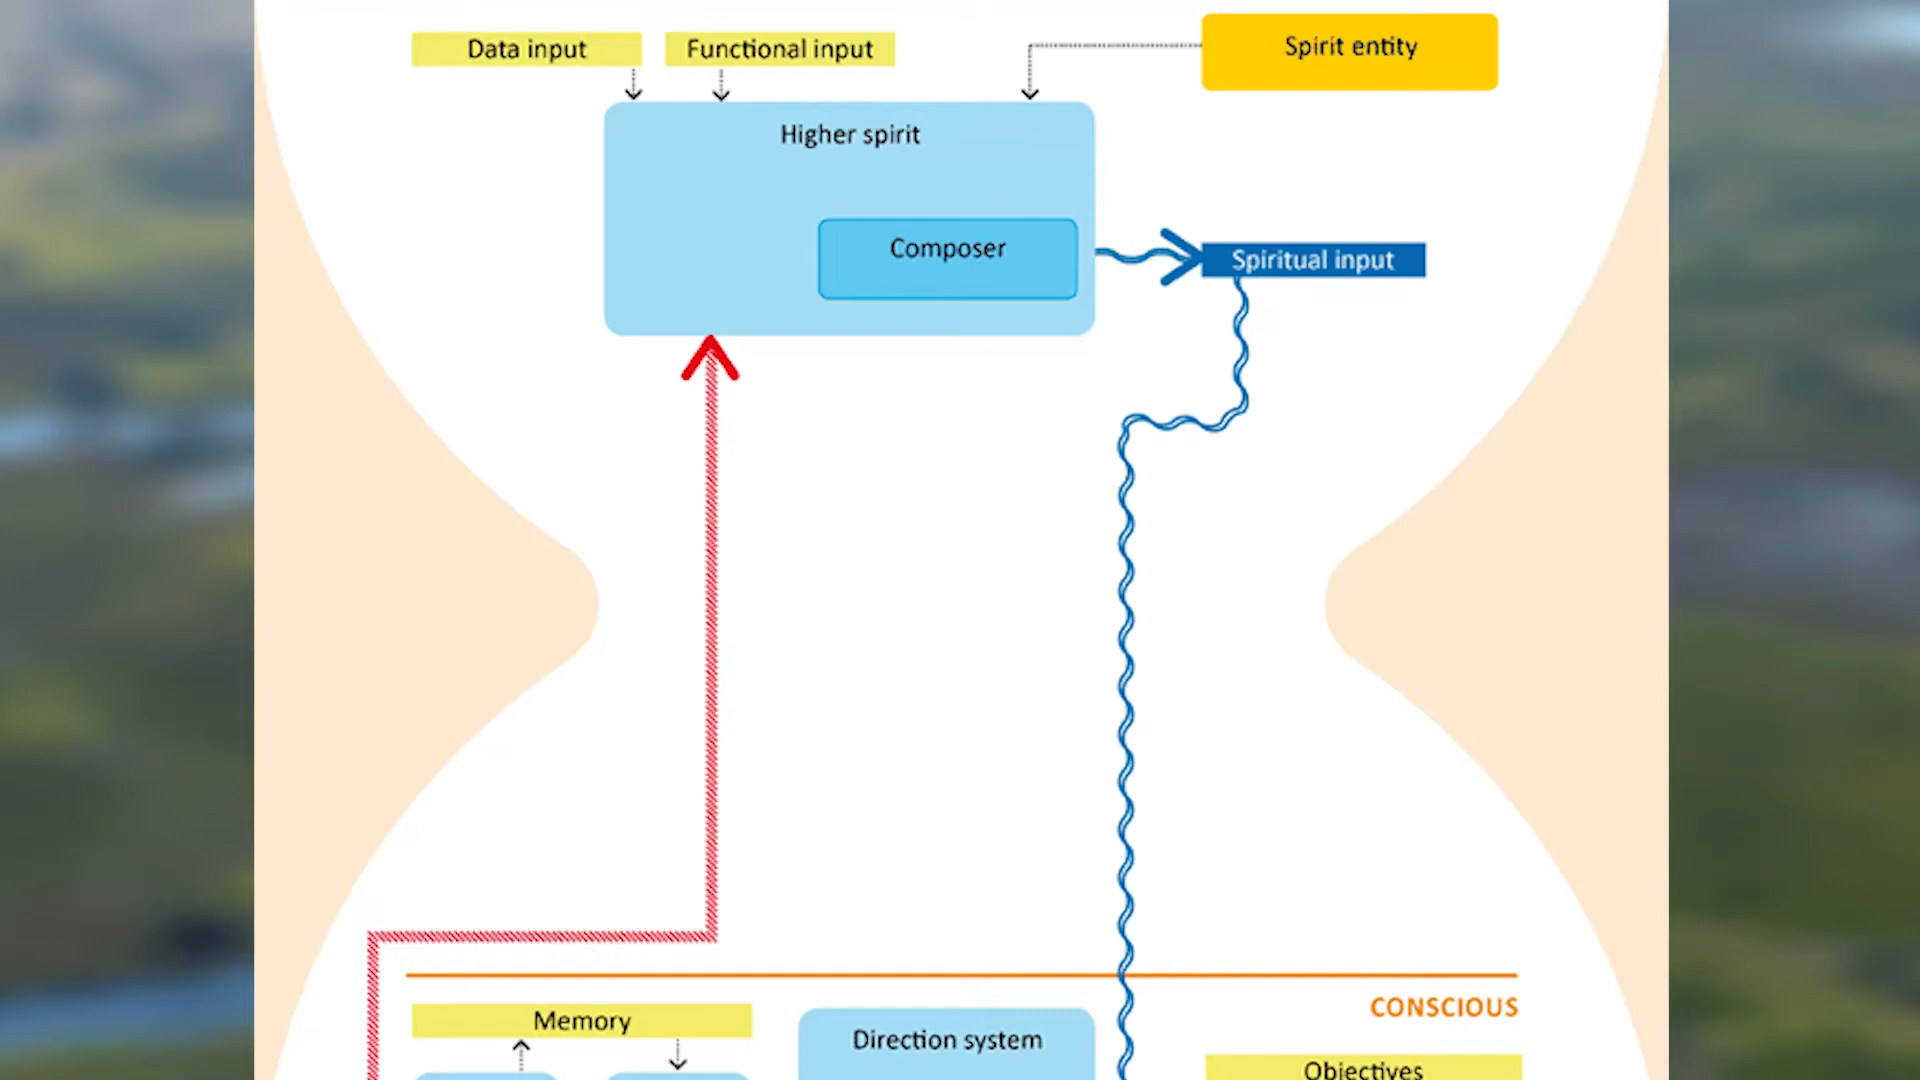 Data input
Functional input
Spirit entity
Higher spirit
Composer
Spiritual input
CONSCIOUS
Memory
Direction system
Objectives